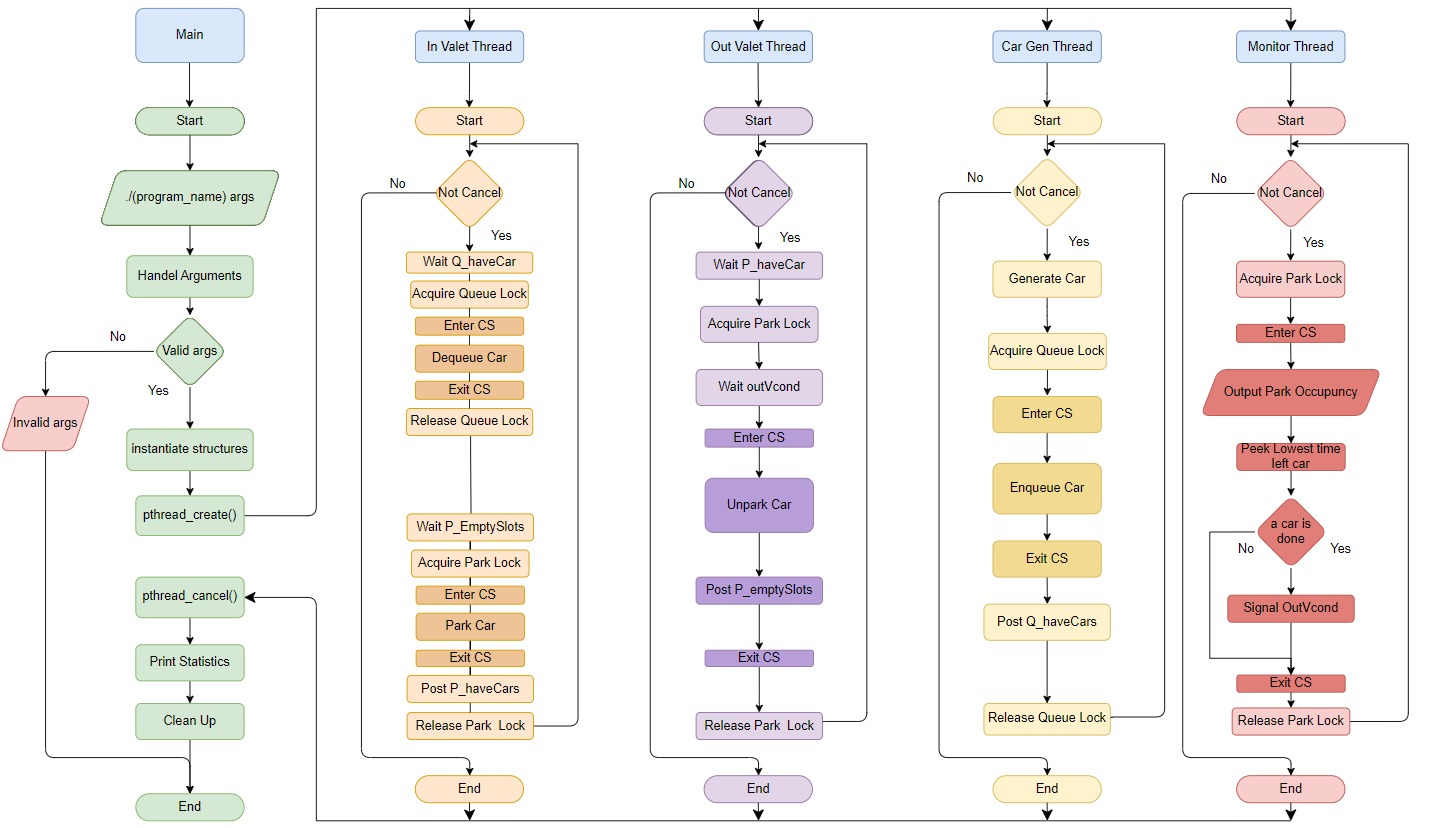 Main
Start
./(program_name) args
Handel Arguments
Valid args
No
Yes
Invalid args
instantiate structures
pthread_create()
pthread_cancel()
Print Statistics
Clean Up
End
In Valet Thread
Start
Not Cancel
No
Yes
Wait Q_haveCar
Acquire Queue Lock
Enter CS
Dequeue Car
Exit CS
Release Queue Lock
Wait P_EmptySlots
Acquire Park Lock
Enter CS
Park Car
Exit CS
Post P_haveCars
Release Park Lock
End
Out Valet Thread
Start
Not Cancel
No
Yes
Wait P_haveCar
Acquire Park Lock
Wait outVcond
Enter CS
Unpark Car
Post P_emptySlots
Exit CS
Release Park Lock
End
Car Gen Thread
Start
Not Cancel
No
Yes
Generate Car
Acquire Queue Lock
Enter CS
Enqueue Car
Exit CS
Post Q_haveCars
Release Queue Lock
End
Monitor Thread
Start
Not Cancel
No
Yes
Acquire Park Lock
Enter CS
Output Park Occupuncy
Peek Lowest time
left car
a car is
done
No
Yes
Signal OutVcond
Exit CS
Release Park Lock
End